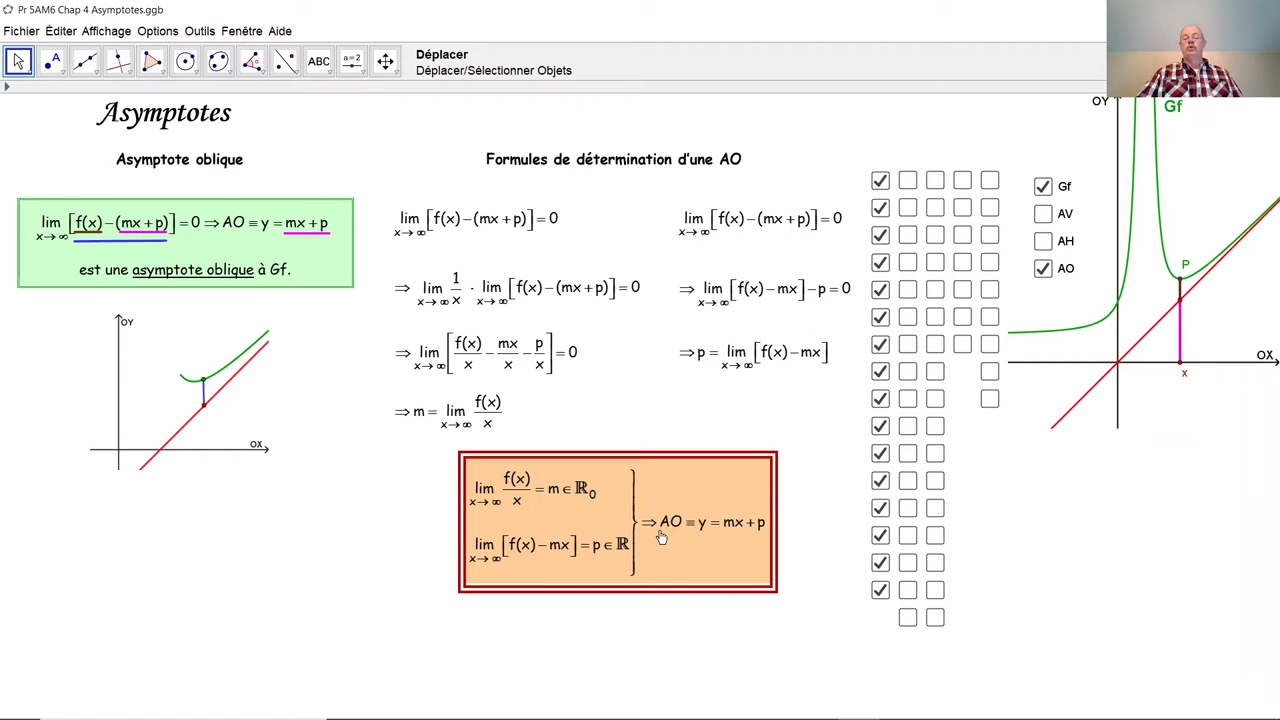 Pr 5AM6 Chap 4 Asymptotes.ggb
Fichier Éditer Affichage Options Outils Fenêtre Aide
A
ABC
a=2
Déplacer
Déplacer/Sélectionner Objets
Asymptotes
Asymptote oblique
lim x→∞ [f(x)−(mx+p)]=0 ⇒ AO ≡ y = mx+p
est une asymptote oblique à Gf.
OY
OX
Formules de détermination d'une AO
lim x→∞ [f(x)−(mx+p)]=0
⇒ lim x→∞ 1/x · lim x→∞ [f(x)−(mx+p)]=0
⇒ lim x→∞ [f(x)/x − mx/x − p/x]=0
⇒ m = lim x→∞ f(x)/x
lim x→∞ [f(x)−(mx+p)]=0
⇒ lim x→∞ [f(x)−mx]−p=0
⇒ p = lim x→∞ [f(x)−mx]
lim x→∞ f(x)/x = m ∈ ℝ₀
lim x→∞ [f(x)−mx] = p ∈ ℝ
} ⇒ AO ≡ y = mx+p
Gf
AV
AH
AO
OY
Gf
P
OX
x